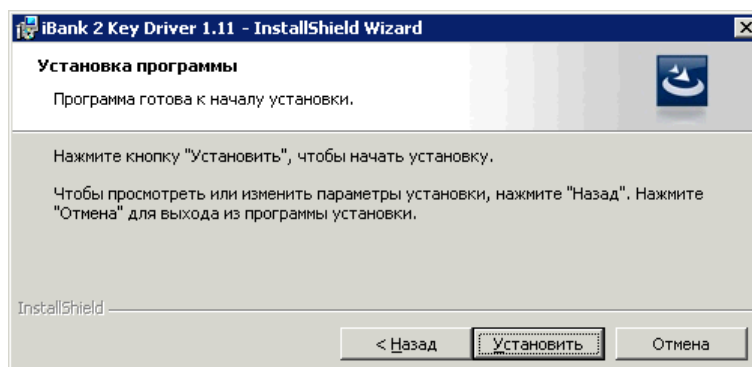 iBank 2 Key Driver 1.11 - InstallShield Wizard
Установка программы
Программа готова к началу установки.
Нажмите кнопку "Установить", чтобы начать установку.
Чтобы просмотреть или изменить параметры установки, нажмите "Назад". Нажмите
"Отмена" для выхода из программы установки.
InstallShield
< Назад Установить Отмена